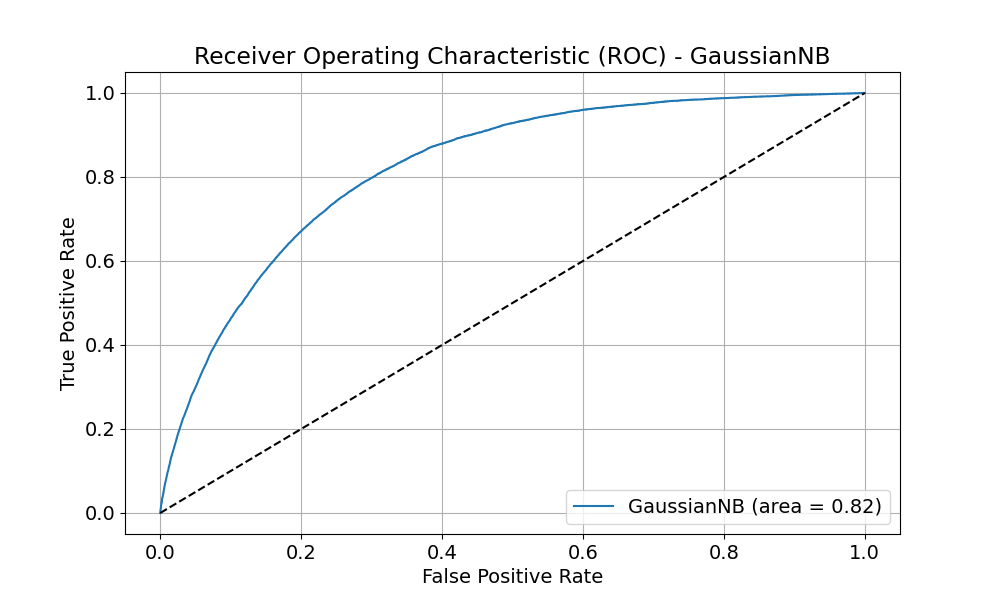 Receiver Operating Characteristic (ROC) - GaussianNB
True Positive Rate
1.0
0.8
0.6
0.4
0.2
0.0
GaussianNB (area = 0.82)
0.0 0.2 0.4 0.6 0.8 1.0
False Positive Rate